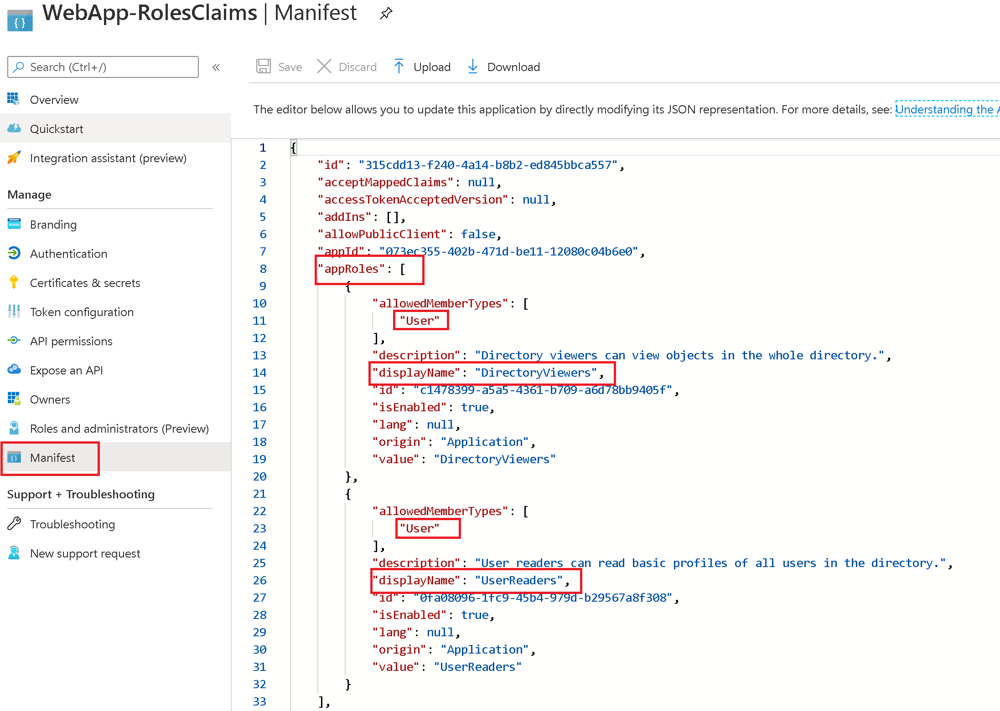 WebApp-RolesClaims | Manifest
Search (Ctrl+/)
«
Save
Discard
Upload
Download
Overview
Quickstart
Integration assistant (preview)
Manage
Branding
Authentication
Certificates & secrets
Token configuration
API permissions
Expose an API
Owners
Roles and administrators (Preview)
Manifest
Support + Troubleshooting
Troubleshooting
New support request
The editor below allows you to update this application by directly modifying its JSON representation. For more details, see: Understanding the A
1 {
2 "id": "315cdd13-f240-4a14-b8b2-ed845bbca557",
3 "acceptMappedClaims": null,
4 "accessTokenAcceptedVersion": null,
5 "addIns": [],
6 "allowPublicClient": false,
7 "appId": "073ec355-402b-471d-be11-12080c04b6e0",
8 "appRoles": [
9 {
10 "allowedMemberTypes": [
11 "User"
12 ],
13 "description": "Directory viewers can view objects in the whole directory.",
14 "displayName": "DirectoryViewers",
15 "id": "c1478399-a5a5-4361-b709-a6d78bb9405f",
16 "isEnabled": true,
17 "lang": null,
18 "origin": "Application",
19 "value": "DirectoryViewers"
20 },
21 {
22 "allowedMemberTypes": [
23 "User"
24 ],
25 "description": "User readers can read basic profiles of all users in the directory.",
26 "displayName": "UserReaders",
27 "id": "0fa08096-1fc9-45b4-979d-b29567a8f308",
28 "isEnabled": true,
29 "lang": null,
30 "origin": "Application",
31 "value": "UserReaders"
32 }
33 ],